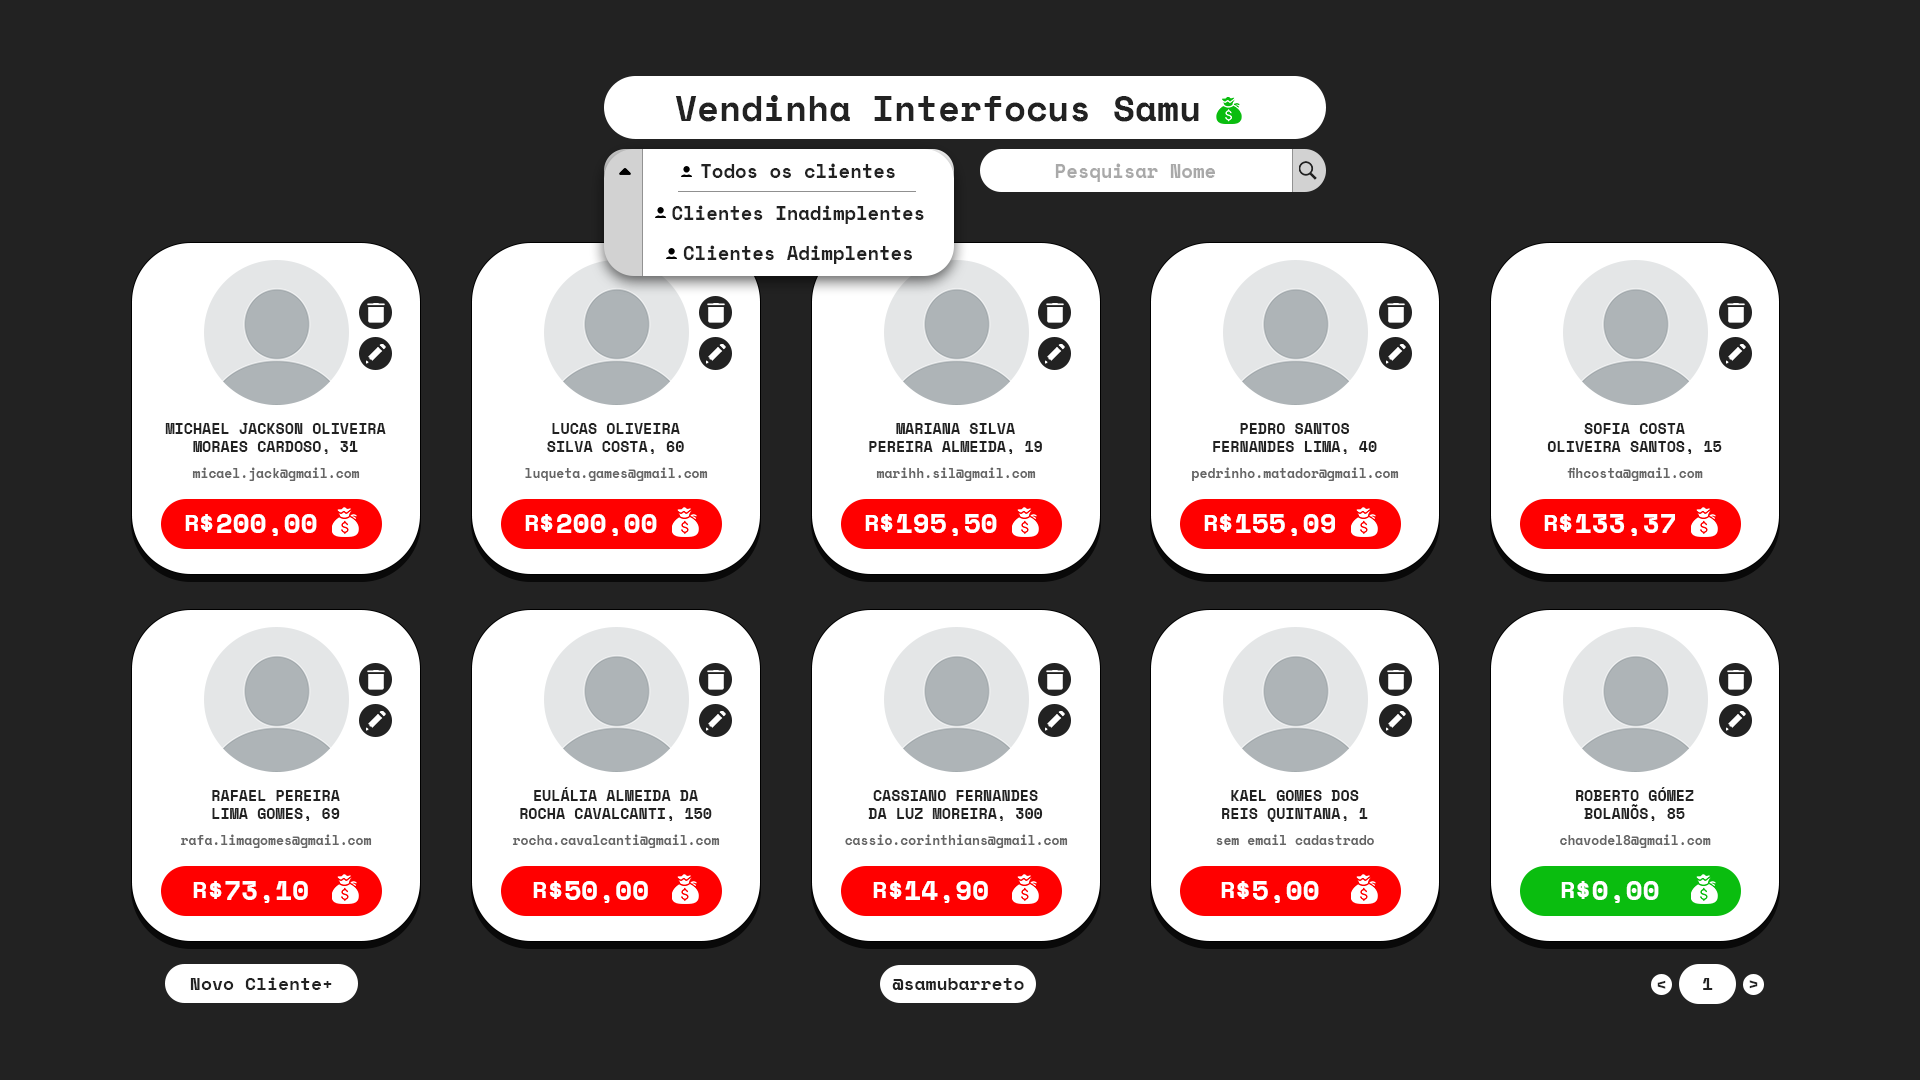 Vendinha Interfocus Samu
Todos os clientes
Pesquisar Nome
Clientes Inadimplentes
Clientes Adimplentes
MICHAEL JACKSON OLIVEIRA
MORAES CARDOSO, 31
micael.jack@gmail.com
R$200,00
LUCAS OLIVEIRA
SILVA COSTA, 60
luqueta.games@gmail.com
R$200,00
MARIANA SILVA
PEREIRA ALMEIDA, 19
marihh.sil@gmail.com
R$195,50
PEDRO SANTOS
FERNANDES LIMA, 40
pedrinho.matador@gmail.com
R$155,09
SOFIA COSTA
OLIVEIRA SANTOS, 15
fihcosta@gmail.com
R$133,37
RAFAEL PEREIRA
LIMA GOMES, 69
rafa.limagomes@gmail.com
R$73,10
EULÁLIA ALMEIDA DA
ROCHA CAVALCANTI, 150
rocha.cavalcanti@gmail.com
R$50,00
CASSIANO FERNANDES
DA LUZ MOREIRA, 300
cassio.corinthians@gmail.com
R$14,90
KAEL GOMES DOS
REIS QUINTANA, 1
sem email cadastrado
R$5,00
ROBERTO GÓMEZ
BOLANÕS, 85
chavodel8@gmail.com
R$0,00
Novo Cliente+
@samubarreto
< 1 >